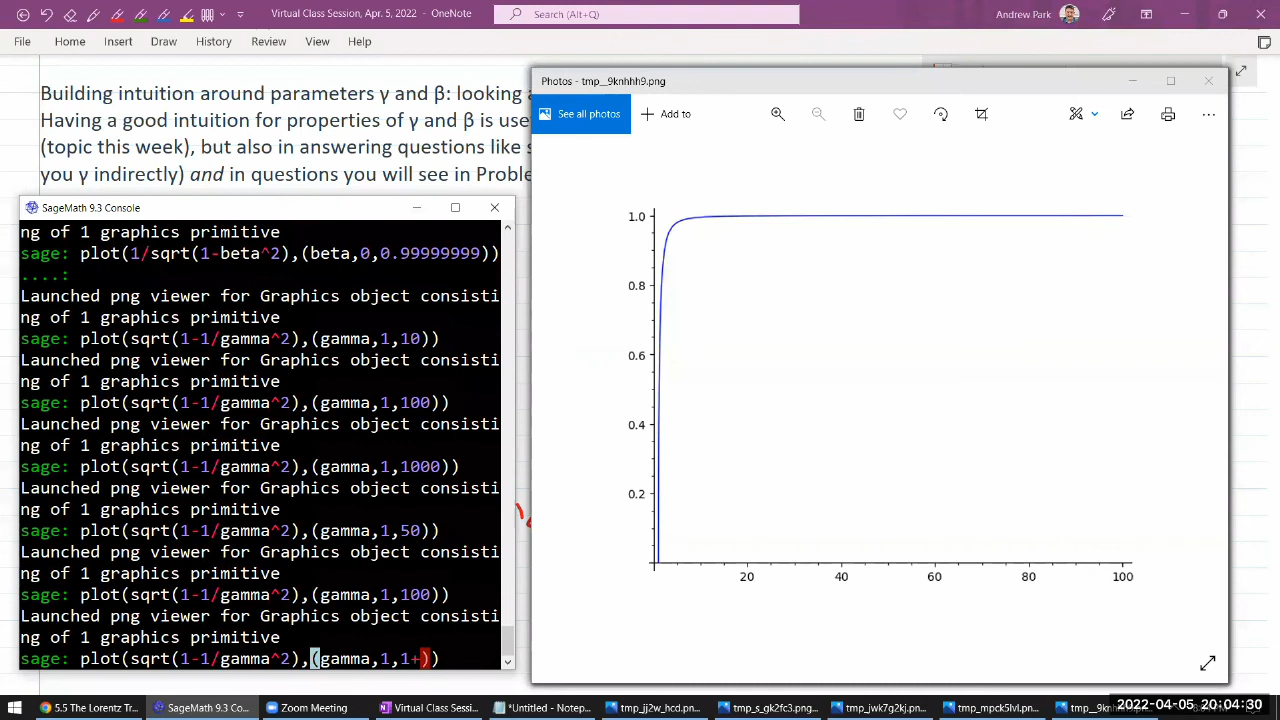 Virtual Class Session, Apr. 5, 2022 - OneNote
Search (Alt+Q)
Andrew Park
File Home Insert Draw History Review View Help
Building intuition around parameters γ and β: looking
Having a good intuition for properties of γ and β is use
(topic this week), but also in answering questions like s
you γ indirectly) and in questions you will see in Proble
SageMath 9.3 Console
ng of 1 graphics primitive
sage: plot(1/sqrt(1-beta^2),(beta,0,0.99999999))
....:
Launched png viewer for Graphics object consisti
ng of 1 graphics primitive
sage: plot(sqrt(1-1/gamma^2),(gamma,1,10))
Launched png viewer for Graphics object consisti
ng of 1 graphics primitive
sage: plot(sqrt(1-1/gamma^2),(gamma,1,100))
Launched png viewer for Graphics object consisti
ng of 1 graphics primitive
sage: plot(sqrt(1-1/gamma^2),(gamma,1,1000))
Launched png viewer for Graphics object consisti
ng of 1 graphics primitive
sage: plot(sqrt(1-1/gamma^2),(gamma,1,50))
Launched png viewer for Graphics object consisti
ng of 1 graphics primitive
sage: plot(sqrt(1-1/gamma^2),(gamma,1,100))
Launched png viewer for Graphics object consisti
ng of 1 graphics primitive
sage: plot(sqrt(1-1/gamma^2),(gamma,1,1+))
Photos - tmp__9knhhh9.png
See all photos
Add to
1.0
0.8
0.6
0.4
0.2
20 40 60 80 100
5.5 The Lorentz Tr...
SageMath 9.3 Co...
Zoom Meeting
Virtual Class Sessi...
*Untitled - Notep...
tmp_jj2w_hcd.pn...
tmp_s_gk2fc3.png...
tmp_jwk7g2kj.png...
tmp_mpck5lvl.png...
2022-04-05 20:04:30